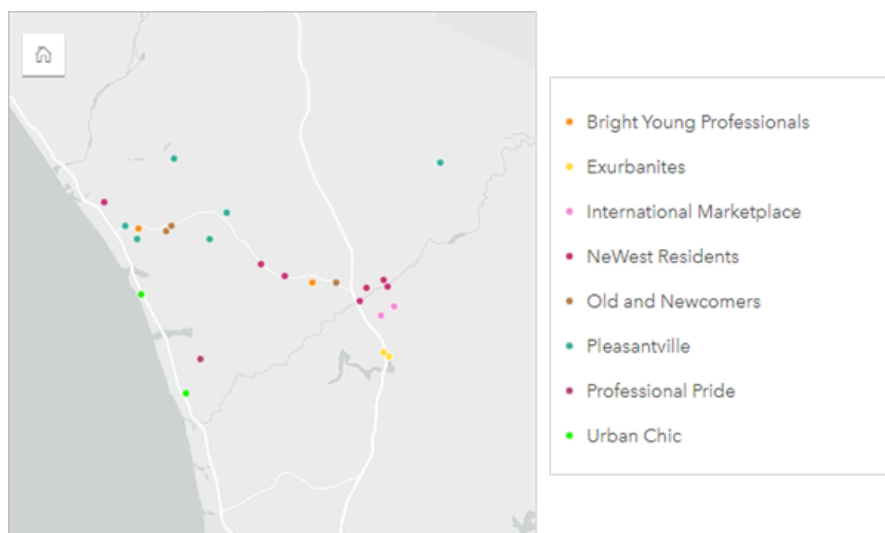 Bright Young Professionals
Exurbanites
International Marketplace
NeWest Residents
Old and Newcomers
Pleasantville
Professional Pride
Urban Chic